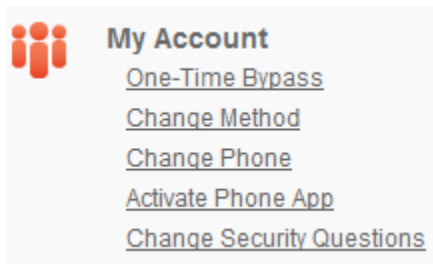 My Account
One-Time Bypass
Change Method
Change Phone
Activate Phone App
Change Security Questions